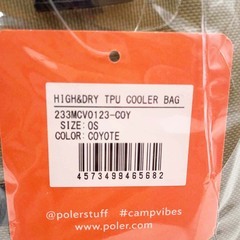 HIGH&DRY TPU COOLER BAG
233MCV0123-COY
SIZE: OS
COLOR: COYOTE
4573499465682
@polerstuff #campvibes
www.poler.com